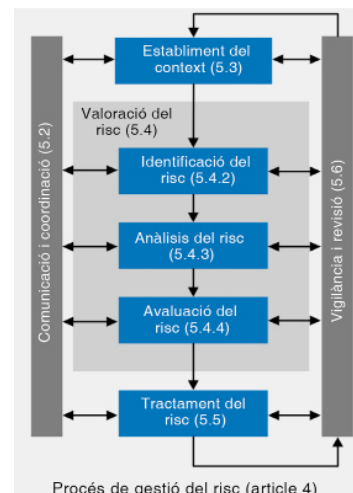 Establiment del
context (5.3)
Valoració del
risc (5.4)
Identificació del
risc (5.4.2)
Anàlisis del risc
(5.4.3)
Avaluació del
risc (5.4.4)
Tractament del
risc (5.5)
Comunicació i coordinació (5.2)
Vigilància i revisió (5.6)
Procés de gestió del risc (article 4)